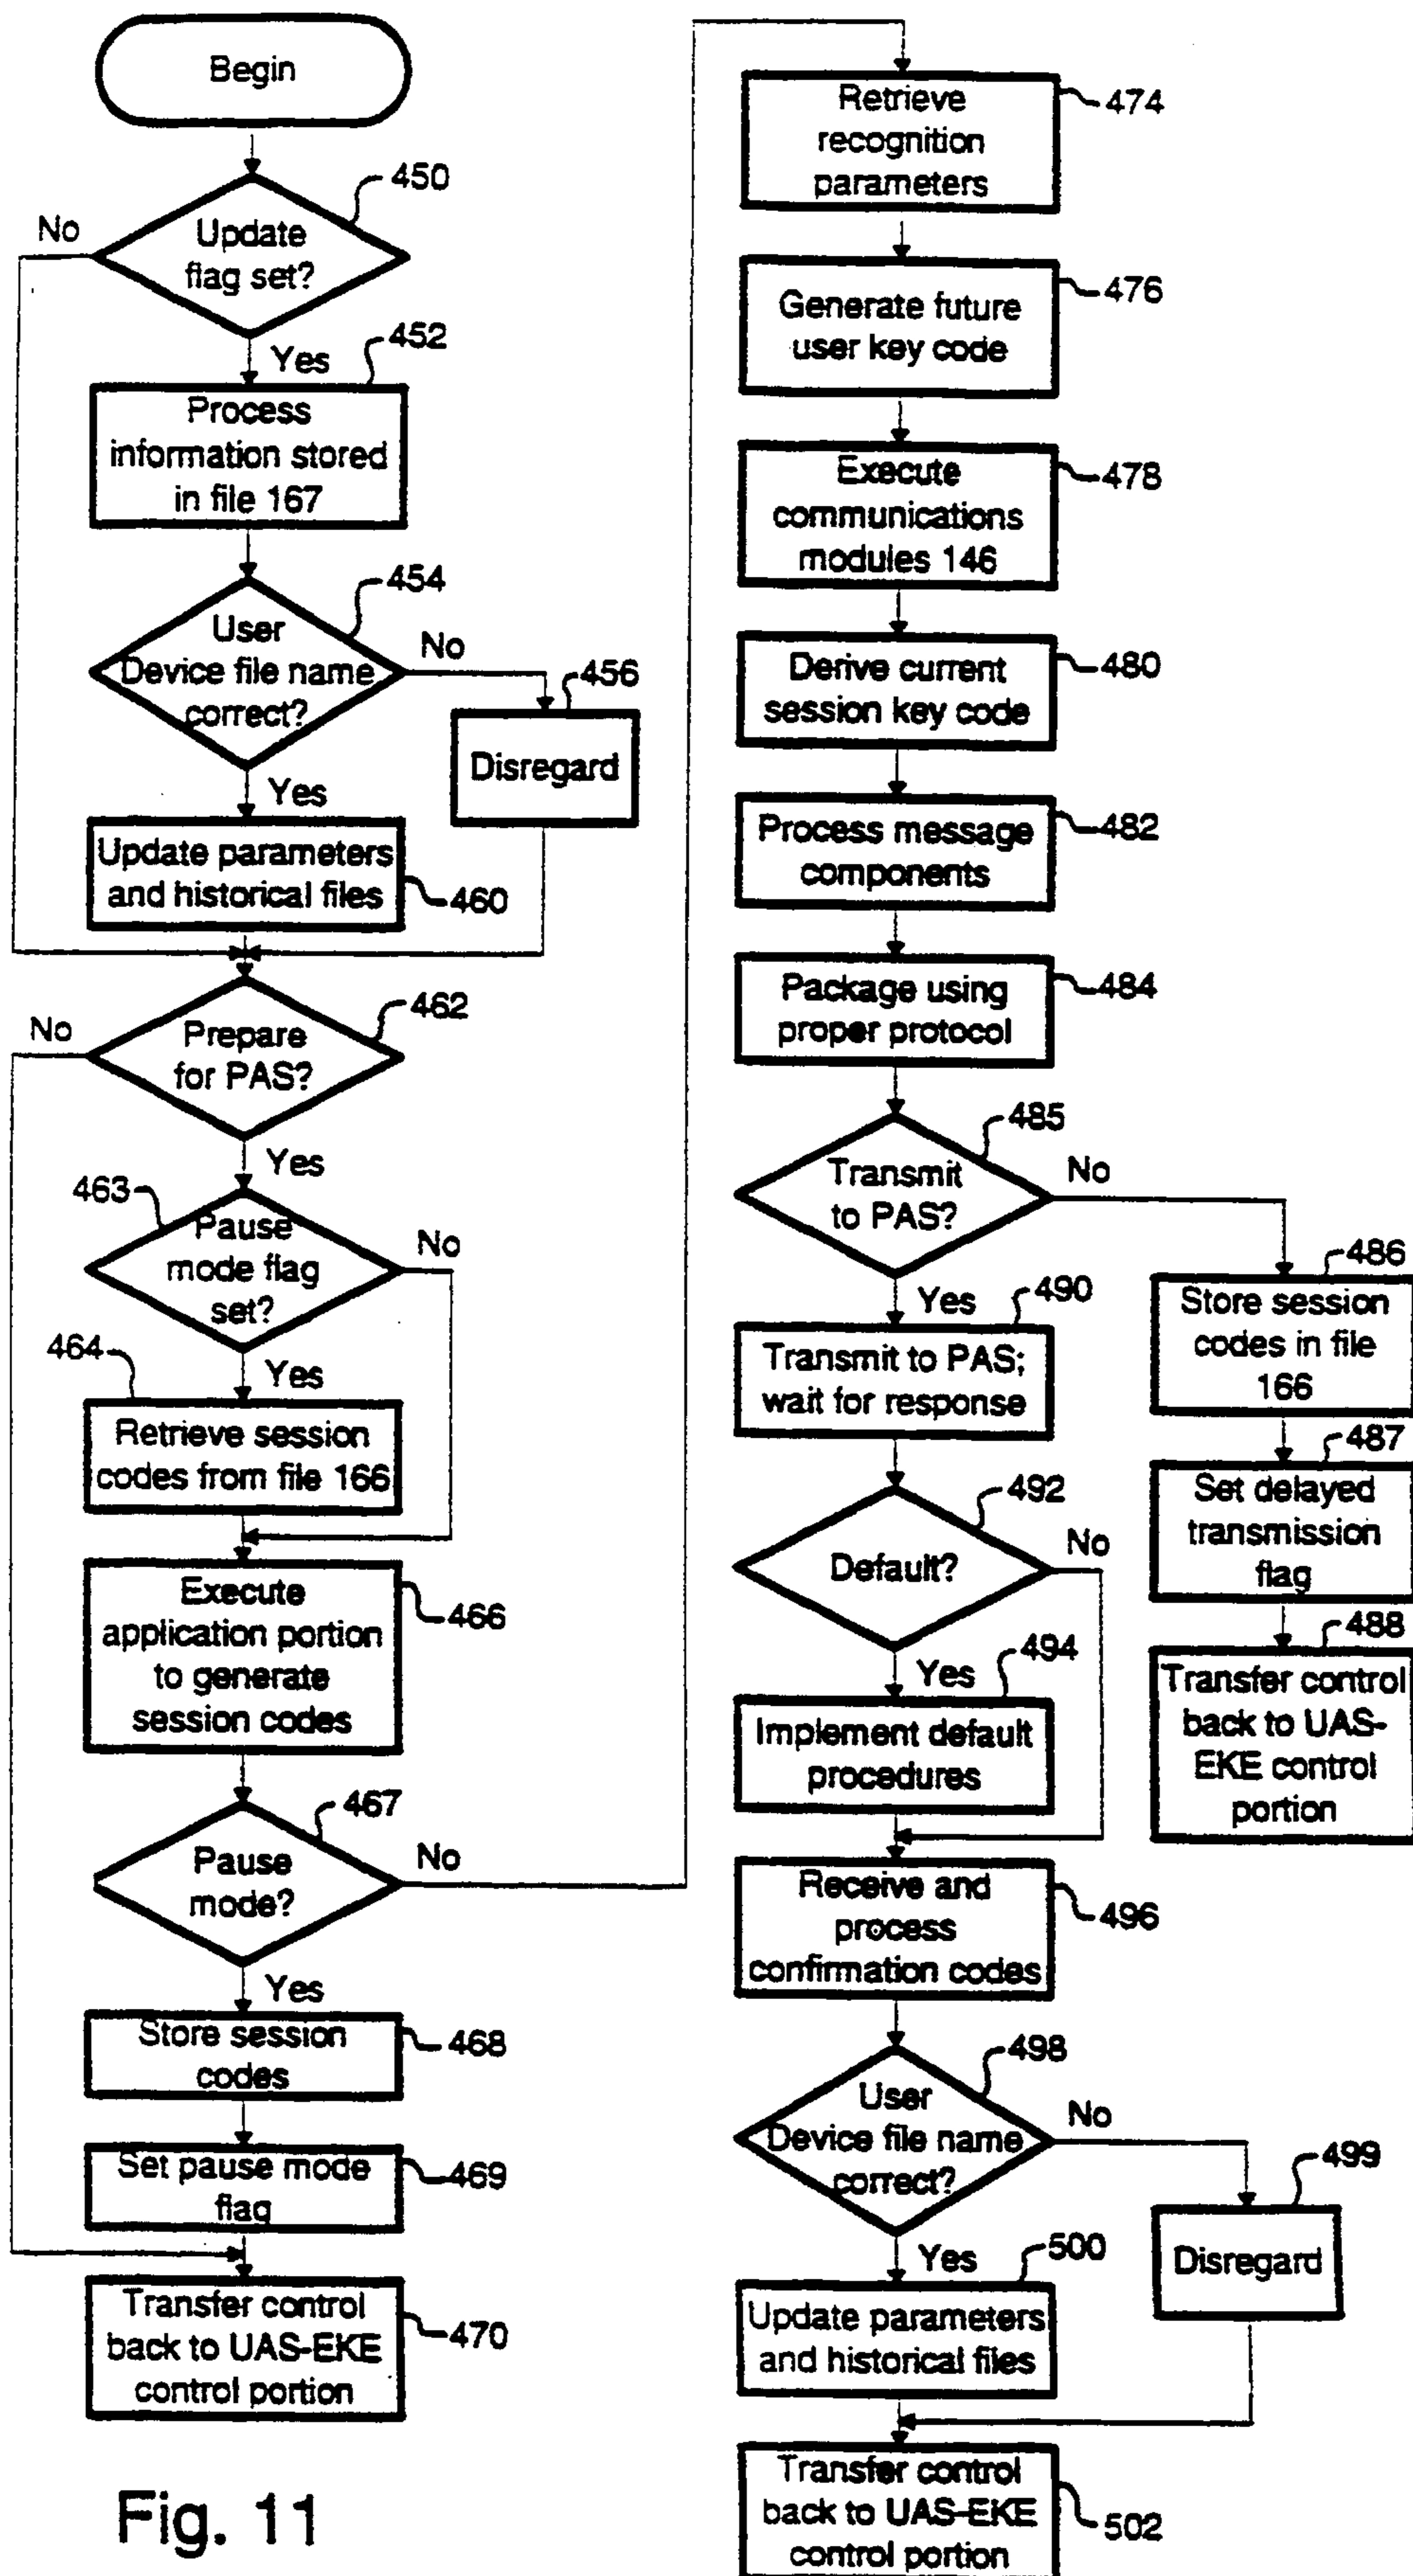 Begin
450
No
Update
flag set?
Yes
452
Process
information stored
in file 167
454
User
Device file name
correct?
No
456
Disregard
Yes
Update parameters
and historical files
460
462
No
Prepare
for PAS?
Yes
463
Pause
mode flag
set?
No
464
Yes
Retrieve session
codes from file 166
Execute
application portion
to generate
session codes
466
467
Pause
mode?
No
Yes
Store session
codes
468
Set pause mode
flag
469
Transfer control
back to UAS-EKE
control portion
470
Fig. 11
Retrieve
recognition
parameters
474
Generate future
user key code
476
Execute
communications
modules 146
478
Derive current
session key code
480
Process message
components
482
Package using
proper protocol
484
485
Transmit
to PAS?
No
486
Store session
codes in file
166
487
Set delayed
transmission
flag
488
Transfer control
back to UAS-
EKE control
portion
Yes
490
Transmit to PAS;
wait for response
492
Default?
No
Yes
494
Implement default
procedures
Receive and
process
confirmation codes
496
498
User
Device file name
correct?
No
499
Disregard
Yes
500
Update parameters
and historical files
Transfer control
back to UAS-EKE
control portion
502